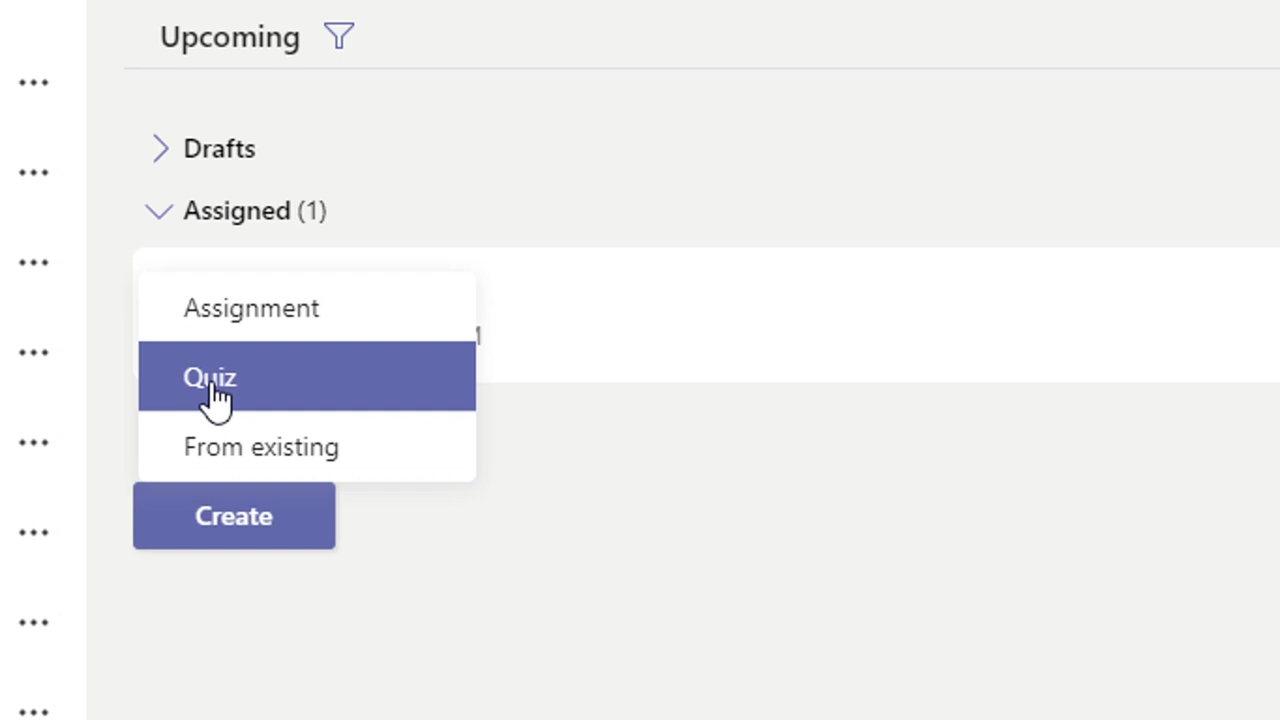 Upcoming
Drafts
Assigned (1)
Assignment
Quiz
From existing
Create